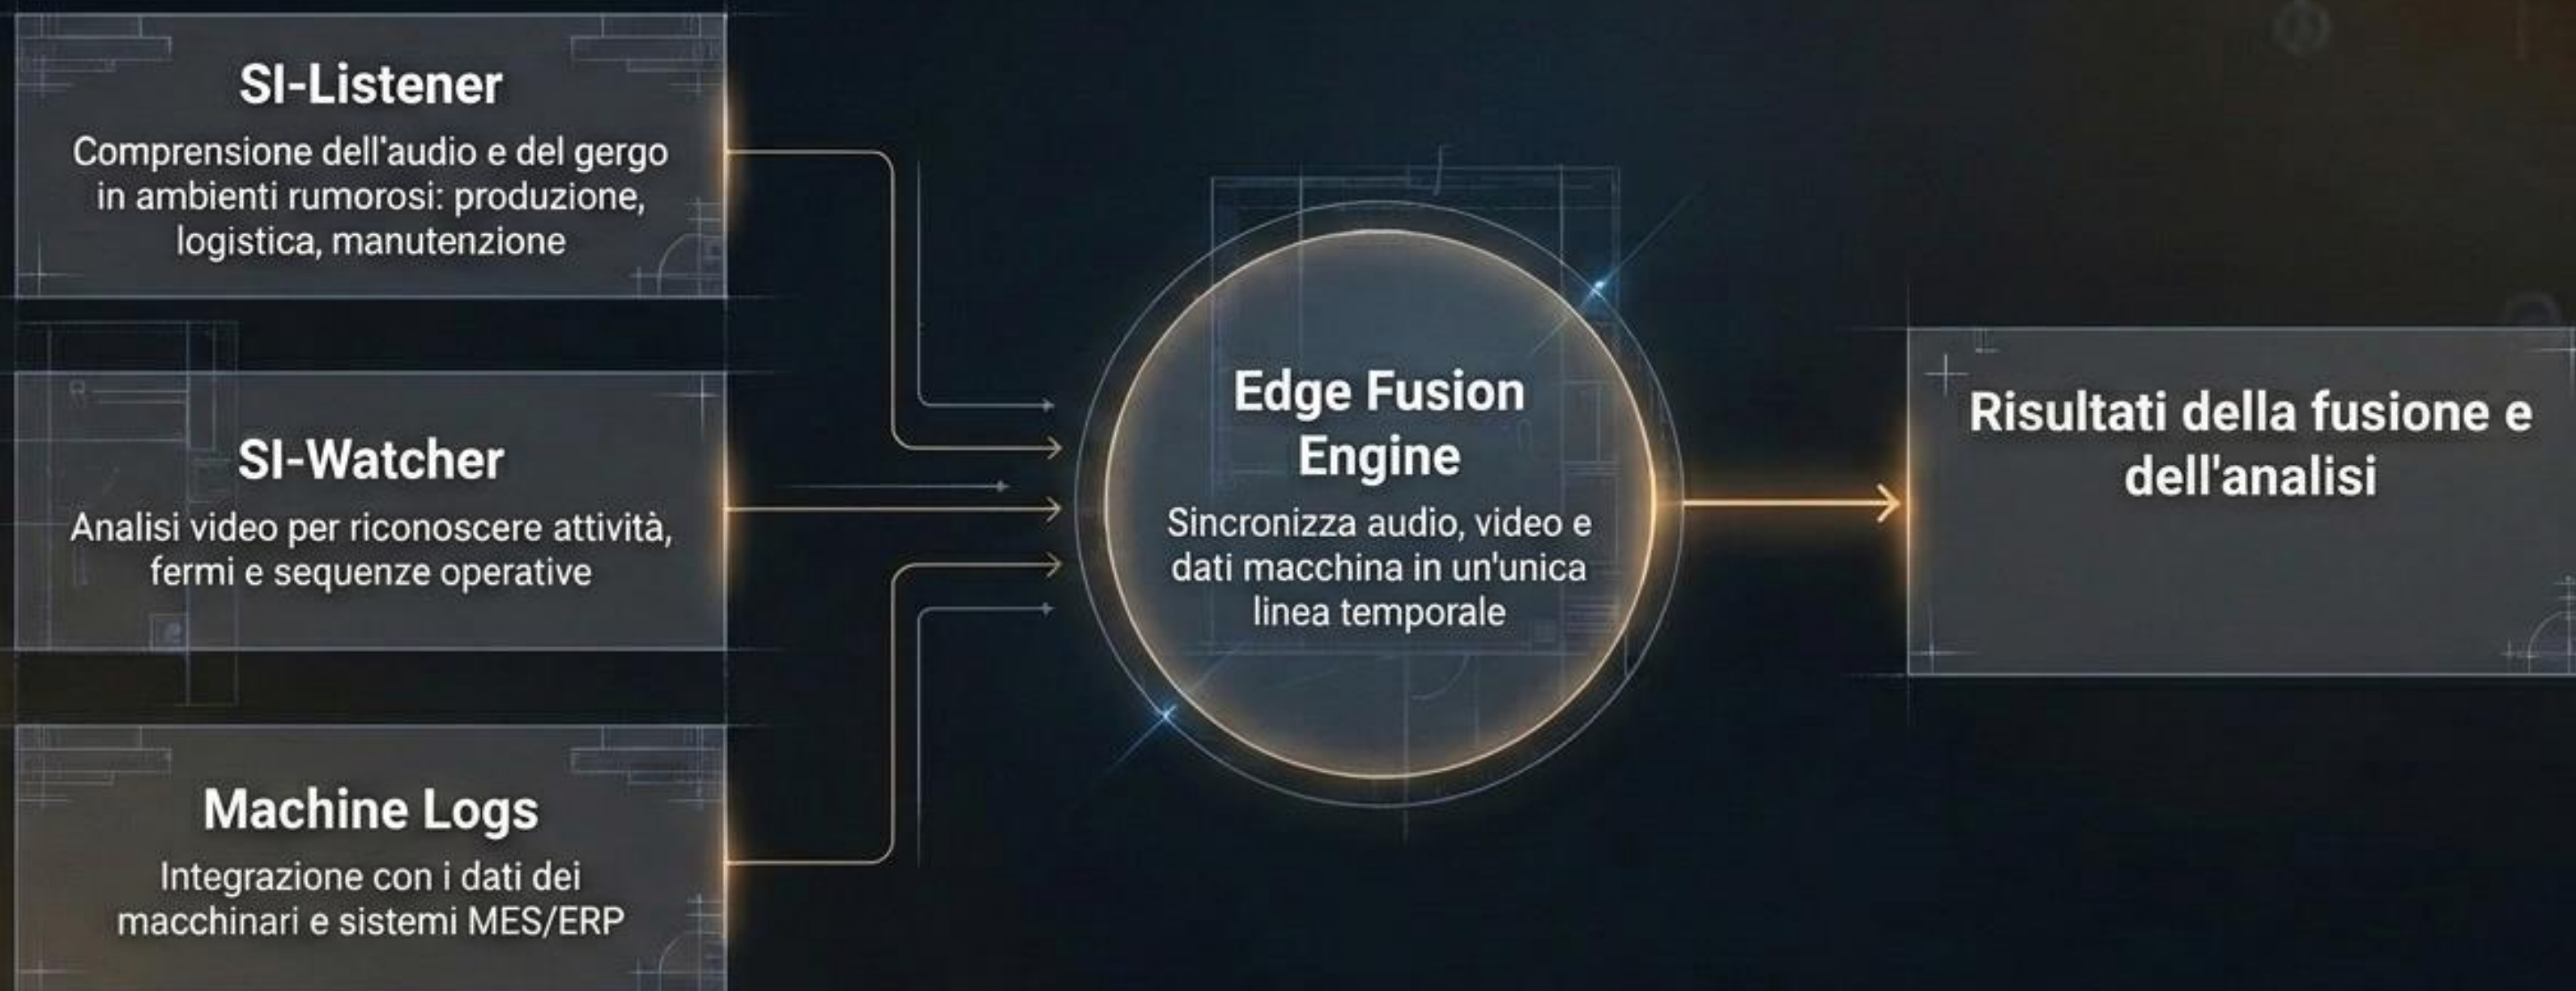 SI-Listener
Comprensione dell'audio e del gergo
in ambienti rumorosi: produzione,
logistica, manutenzione
SI-Watcher
Analisi video per riconoscere attività,
fermi e sequenze operative
Machine Logs
Integrazione con i dati dei
macchinari e sistemi MES/ERP
Edge Fusion
Engine
Sincronizza audio, video e
dati macchina in un'unica
linea temporale
Risultati della fusione e
dell'analisi